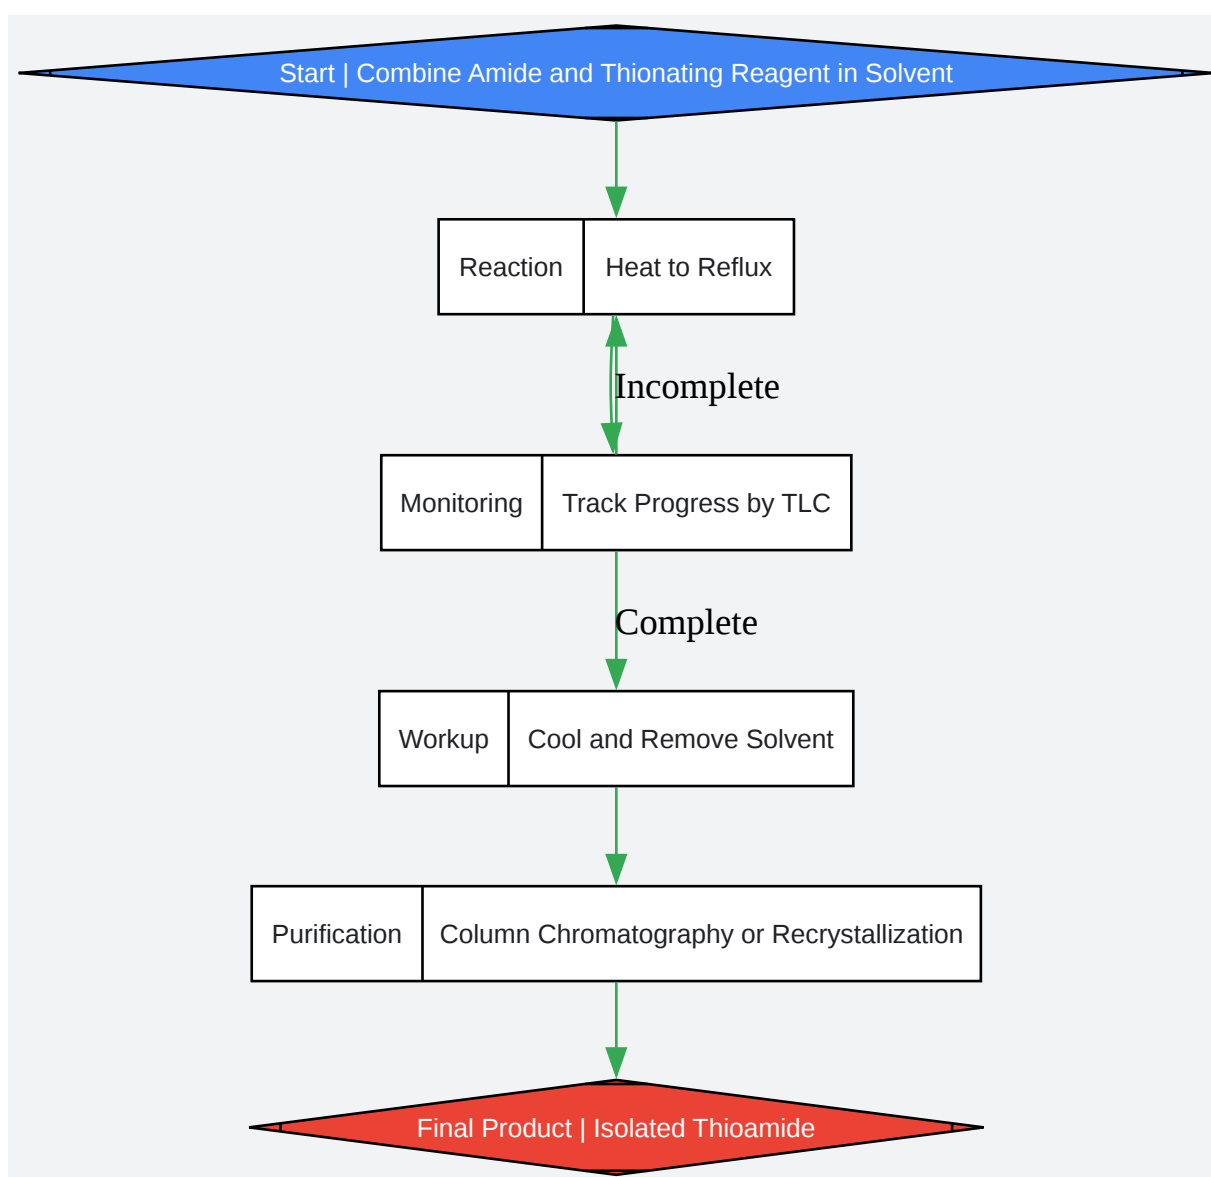 Start | Combine Amide and Thionating Reagent in Solvent
Reaction
Heat to Reflux
Incomplete
Monitoring
Track Progress by TLC
Complete
Workup
Cool and Remove Solvent
Purification
Column Chromatography or Recrystallization
Final Product | Isolated Thioamide